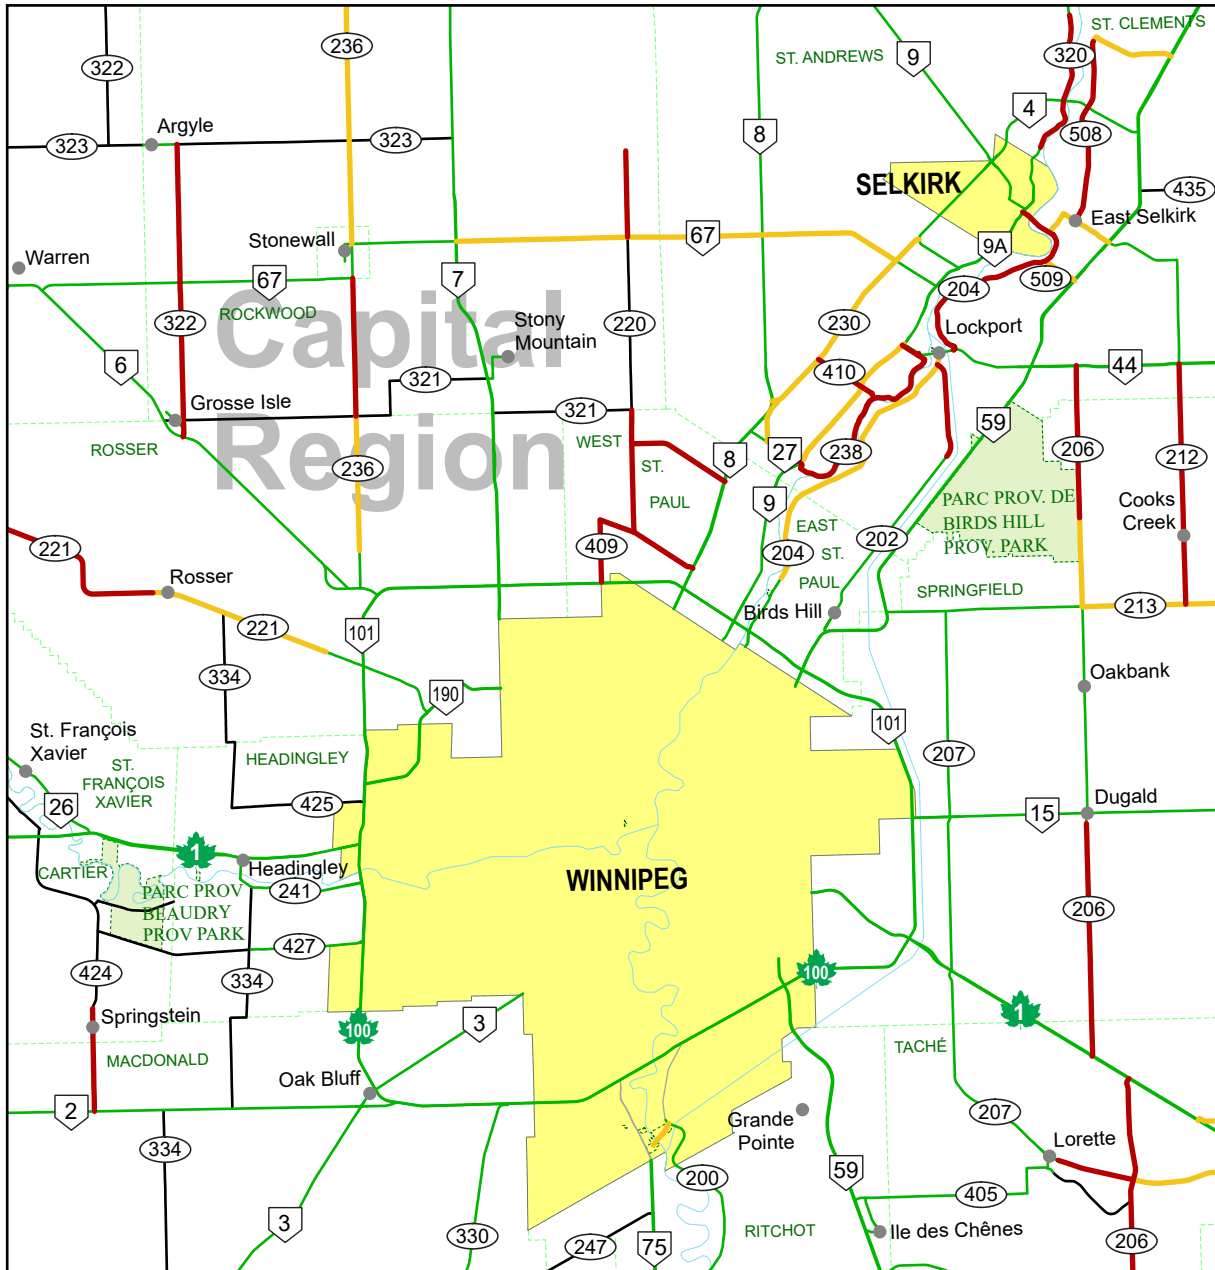 ST. CLEMENTS
236
320
9
ST. ANDREWS
322
4
8
508
Argyle
323
323
SELKIRK
435
East Selkirk
67
Stonewall
9A
Warren
7
67
509
204
ROCKWOOD
Capital
Region
322
Stony
Mountain
220
230
Lockport
6
44
321
410
Grosse Isle
321
59
ROSSER
WEST
ST.
PAUL
27
238
206
212
8
236
9
PARC PROV. DE
BIRDS HILL
PROV. PARK
Cooks
Creek
EAST
ST.
PAUL
202
221
409
204
Rosser
SPRINGFIELD
213
Birds Hill
221
101
334
Oakbank
190
St. François
Xavier
101
207
HEADINGLEY
ST.
FRANÇOIS
XAVIER
425
26
15
Dugald
1
Headingley
CARTIER
241
PARC PROV
BEAUDRY
PROV PARK
WINNIPEG
206
427
424
334
100
1
Springstein
100
3
TACHÉ
MACDONALD
Oak Bluff
2
207
Grande
Pointe
334
Lorette
59
200
405
3
330
247
75
RITCHOT
Ile des Chênes
206